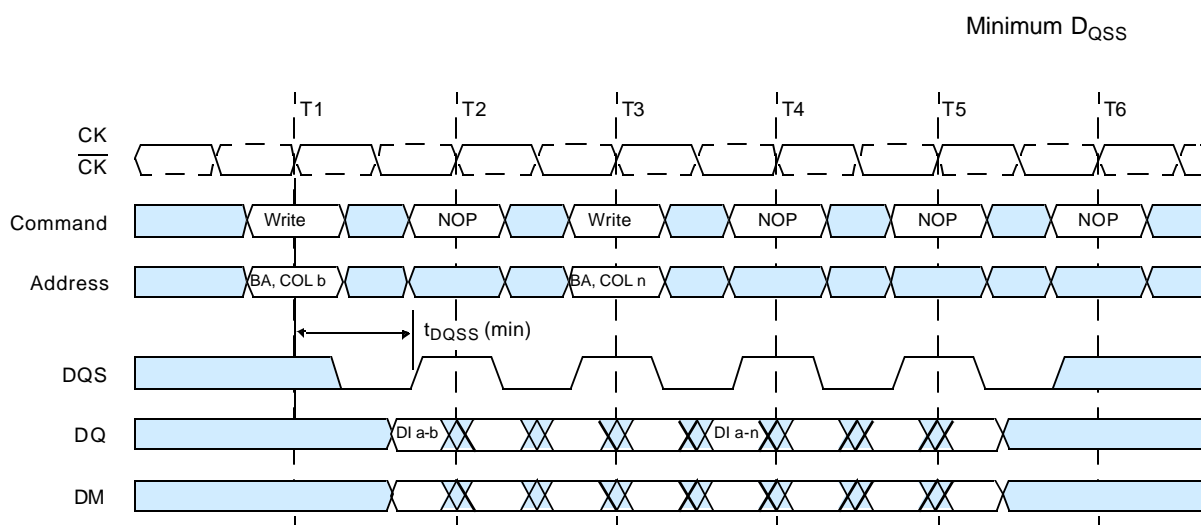 Minimum DQSS
T1 T2 T3 T4 T5 T6
CK
CK
Command Write NOP Write NOP NOP NOP
Address BA, COL b BA, COL n
tDQSS (min)
DQS
DQ DI a-b DI a-n
DM